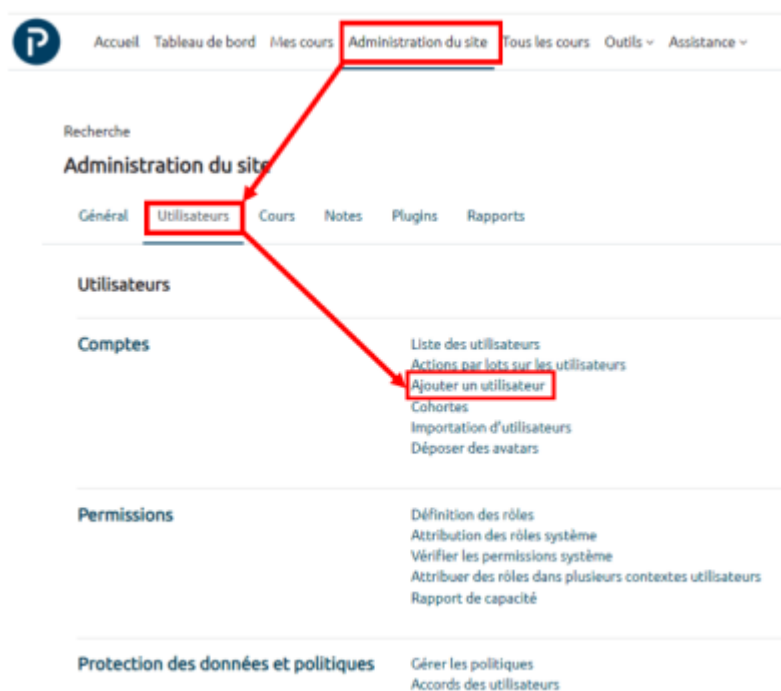 P
Accueil Tableau de bord Mes cours Administration du site Tous les cours Outils Assistance
Recherche
Administration du site
Général Utilisateurs Cours Notes Plugins Rapports
Utilisateurs
Comptes
Liste des utilisateurs
Actions par lots sur les utilisateurs
Ajouter un utilisateur
Cohortes
Importation d'utilisateurs
Déposer des avatars
Permissions
Définition des rôles
Attribution des rôles système
Vérifier les permissions système
Attribuer des rôles dans plusieurs contextes utilisateurs
Rapport de capacité
Protection des données et politiques
Gérer les politiques
Accords des utilisateurs